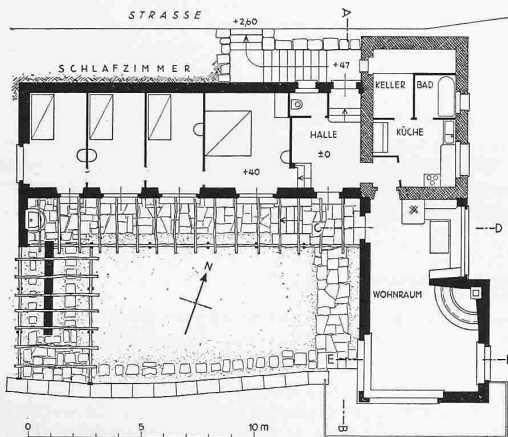 STRASSE
A
+2,60
SCHLAFZIMMER
+47
KELLER
BAD
HALLE
±0
KÜCHE
+40
C
D
N
WOHNRAUM
E
B
0 5 10 m